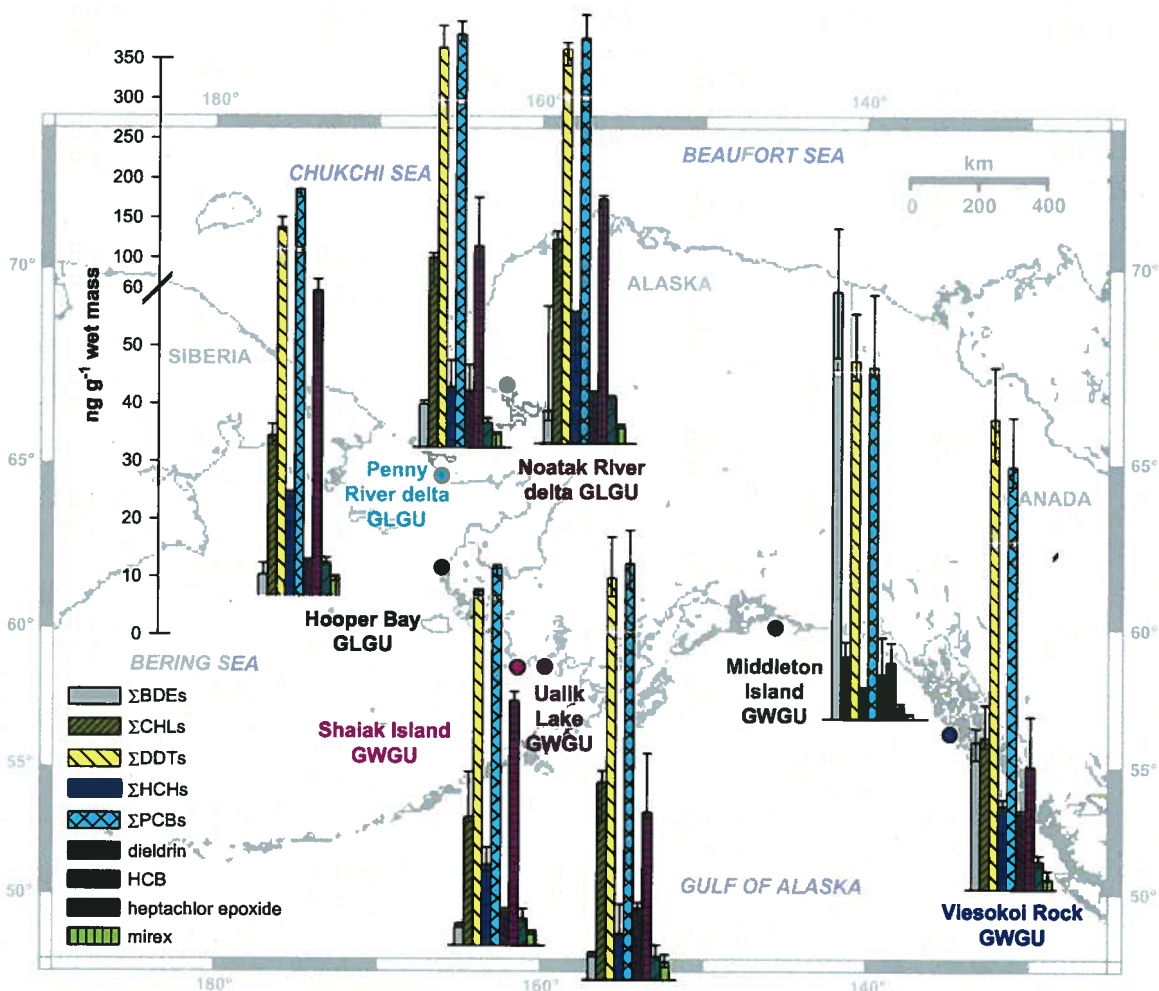 350
300
250
200
150
100
60
50
40
30
20
10
0
ng g⁻¹ wet mass
180°
160°
140°
CHUKCHI SEA
BEAUFORT SEA
km
0 200 400
70°
70°
ALASKA
SIBERIA
65°
65°
Penny
River delta
GLGU
Noatak River
delta GLGU
ANADA
Hooper Bay
GLGU
60°
60°
BERING SEA
Middleton
Island
GWGU
Ualik
Lake
GWGU
Shaiak Island
GWGU
ΣBDEs
ΣCHLs
ΣDDTs
ΣHCHs
ΣPCBs
dieldrin
HCB
heptachlor epoxide
mirex
55°
55°
50°
50°
GULF OF ALASKA
Viesokoi Rock
GWGU
180°
160°
140°